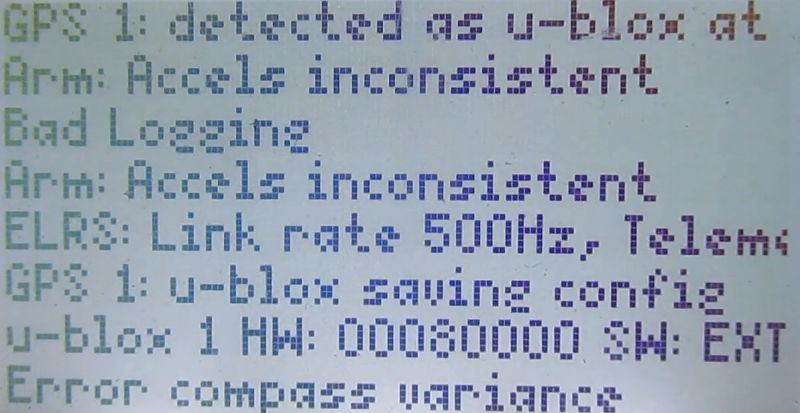 GPS 1: detected as u-blox at
Arm: Accels inconsistent
Bad Logging
Arm: Accels inconsistent
ELRS: Link rate 500Hz, Telem
GPS 1: u-blox saving config
u-blox 1 HW: 00080000 SW: EXT
Error compass variance